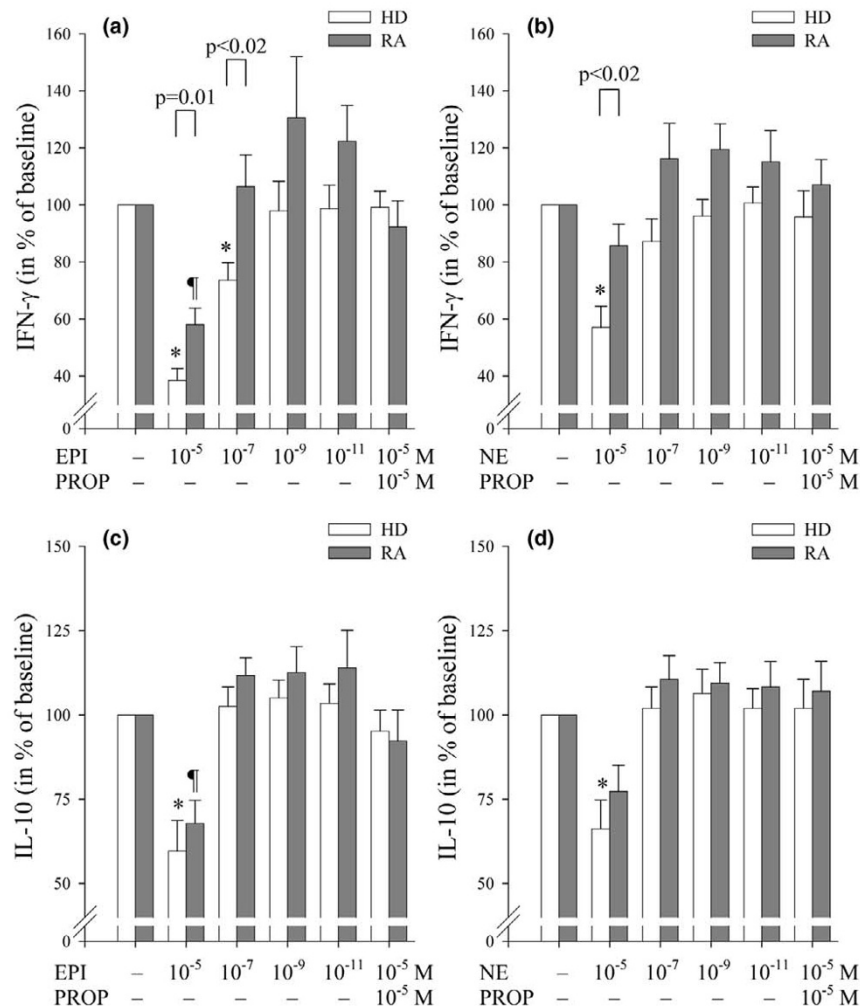 (a)
HD
RA
p<0.02
p=0.01
160
140
120
100
80
60
40
0
IFN-γ (in % of baseline)
*
¶
*
EPI – 10⁻⁵ 10⁻⁷ 10⁻⁹ 10⁻¹¹ 10⁻⁵ M
PROP – – – – – 10⁻⁵ M
(b)
HD
RA
p<0.02
160
140
120
100
80
60
40
0
IFN-γ (in % of baseline)
*
NE – 10⁻⁵ 10⁻⁷ 10⁻⁹ 10⁻¹¹ 10⁻⁵ M
PROP – – – – – 10⁻⁵ M
(c)
HD
RA
150
125
100
75
50
0
IL-10 (in % of baseline)
*
¶
EPI – 10⁻⁵ 10⁻⁷ 10⁻⁹ 10⁻¹¹ 10⁻⁵ M
PROP – – – – – 10⁻⁵ M
(d)
HD
RA
150
125
100
75
50
0
IL-10 (in % of baseline)
*
NE – 10⁻⁵ 10⁻⁷ 10⁻⁹ 10⁻¹¹ 10⁻⁵ M
PROP – – – – – 10⁻⁵ M